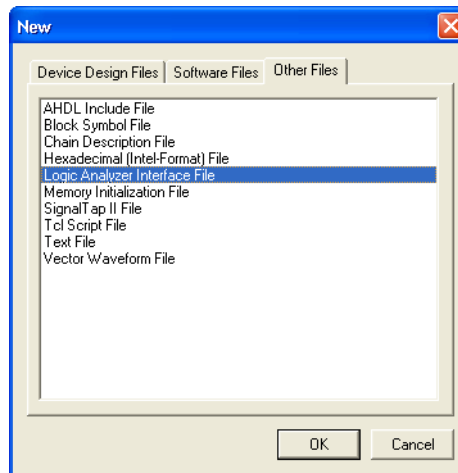 New
Device Design Files Software Files Other Files
AHDL Include File
Block Symbol File
Chain Description File
Hexadecimal (Intel-Format) File
Logic Analyzer Interface File
Memory Initialization File
SignalTap II File
Tcl Script File
Text File
Vector Waveform File
OK Cancel